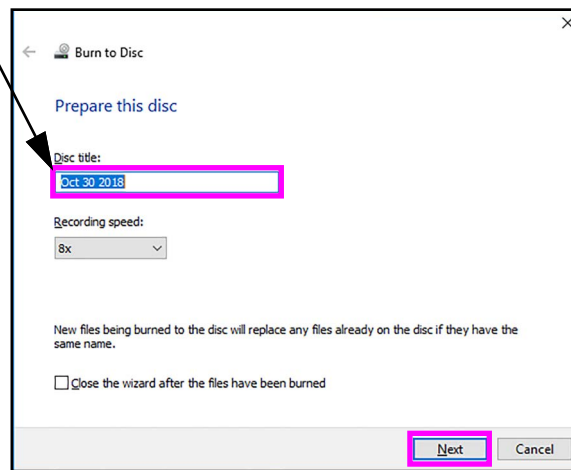 Burn to Disc
Prepare this disc
Disc title:
Oct 30 2018
Recording speed:
8x
New files being burned to the disc will replace any files already on the disc if they have the
same name.
Close the wizard after the files have been burned
Next
Cancel